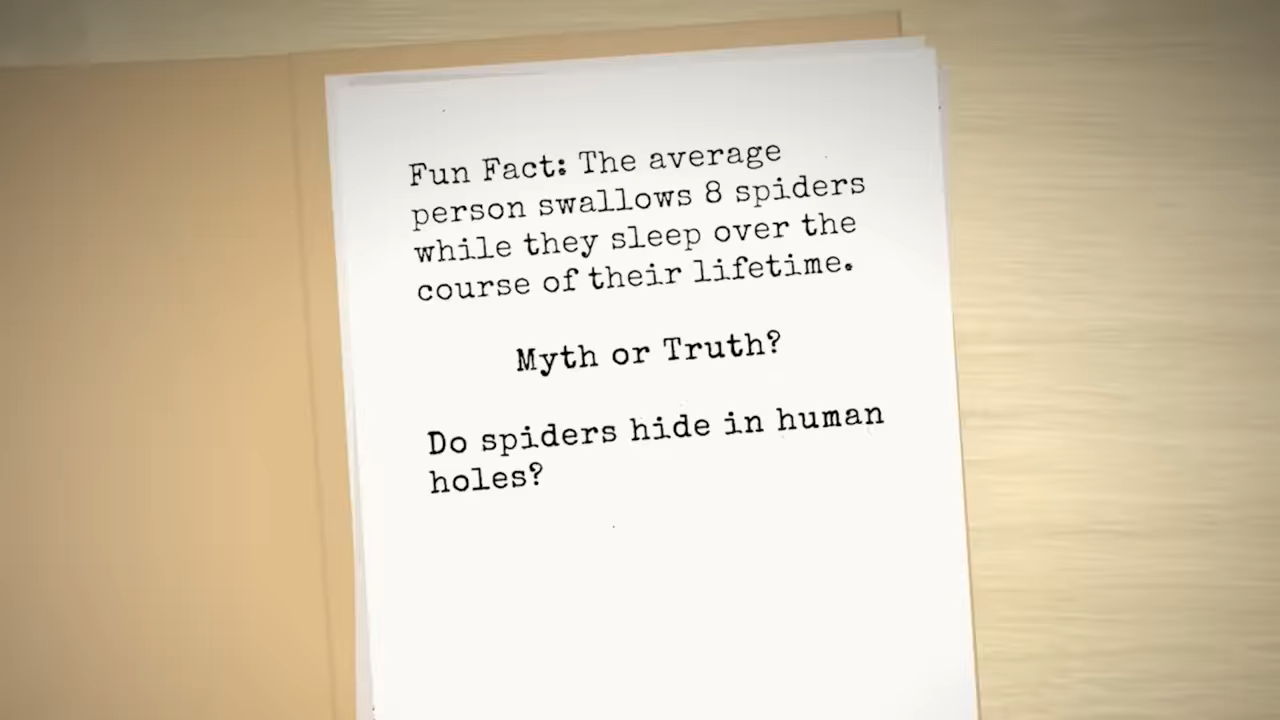 Fun Fact: The average
person swallows 8 spiders
while they sleep over the
course of their lifetime.
Myth or Truth?
Do spiders hide in human
holes?